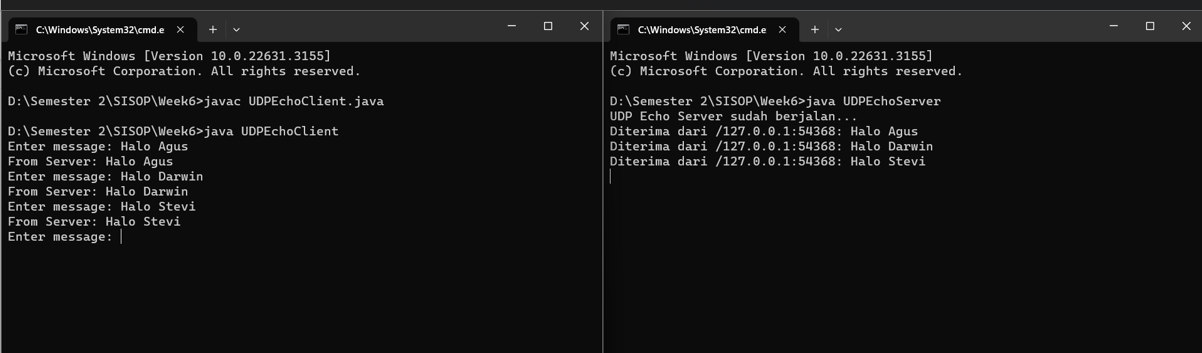 C:\Windows\System32\cmd.e
Microsoft Windows [Version 10.0.22631.3155]
(c) Microsoft Corporation. All rights reserved.
D:\Semester 2\SISOP\Week6>javac UDPEchoClient.java
D:\Semester 2\SISOP\Week6>java UDPEchoClient
Enter message: Halo Agus
From Server: Halo Agus
Enter message: Halo Darwin
From Server: Halo Darwin
Enter message: Halo Stevi
From Server: Halo Stevi
Enter message:
C:\Windows\System32\cmd.e
Microsoft Windows [Version 10.0.22631.3155]
(c) Microsoft Corporation. All rights reserved.
D:\Semester 2\SISOP\Week6>java UDPEchoServer
UDP Echo Server sudah berjalan...
Diterima dari /127.0.0.1:54368: Halo Agus
Diterima dari /127.0.0.1:54368: Halo Darwin
Diterima dari /127.0.0.1:54368: Halo Stevi